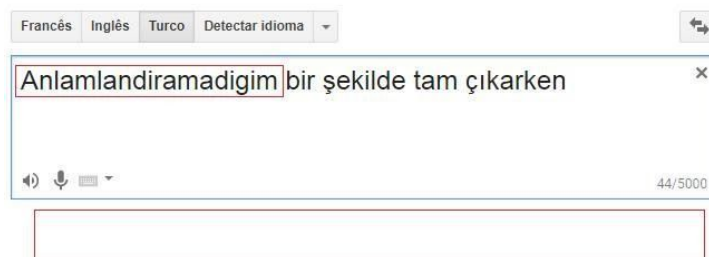 Francês Inglês Turco Detectar idioma
Anlamlandiramadigim bir şekilde tam çıkarken
44/5000